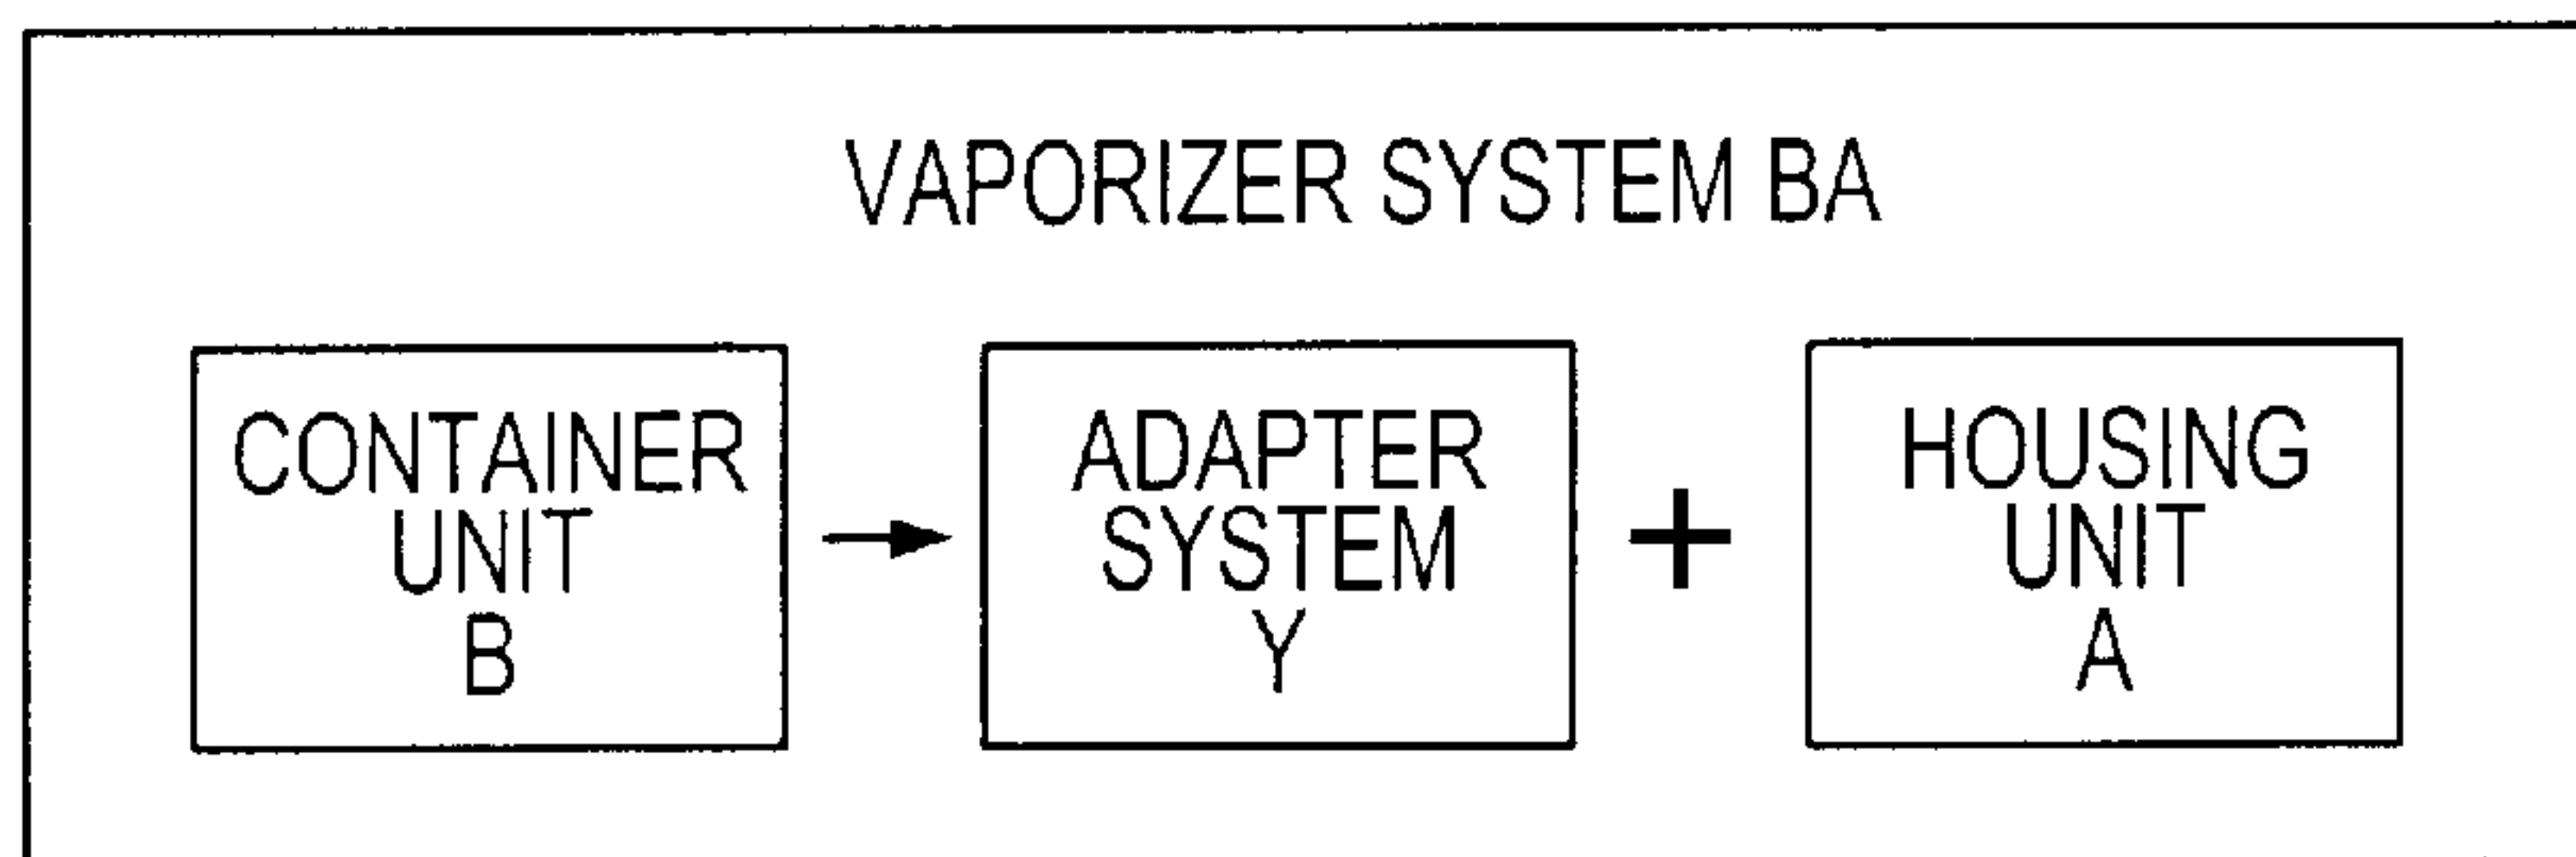 VAPORIZER SYSTEM BA
CONTAINER
UNIT
B
ADAPTER
SYSTEM
Y
+
HOUSING
UNIT
A